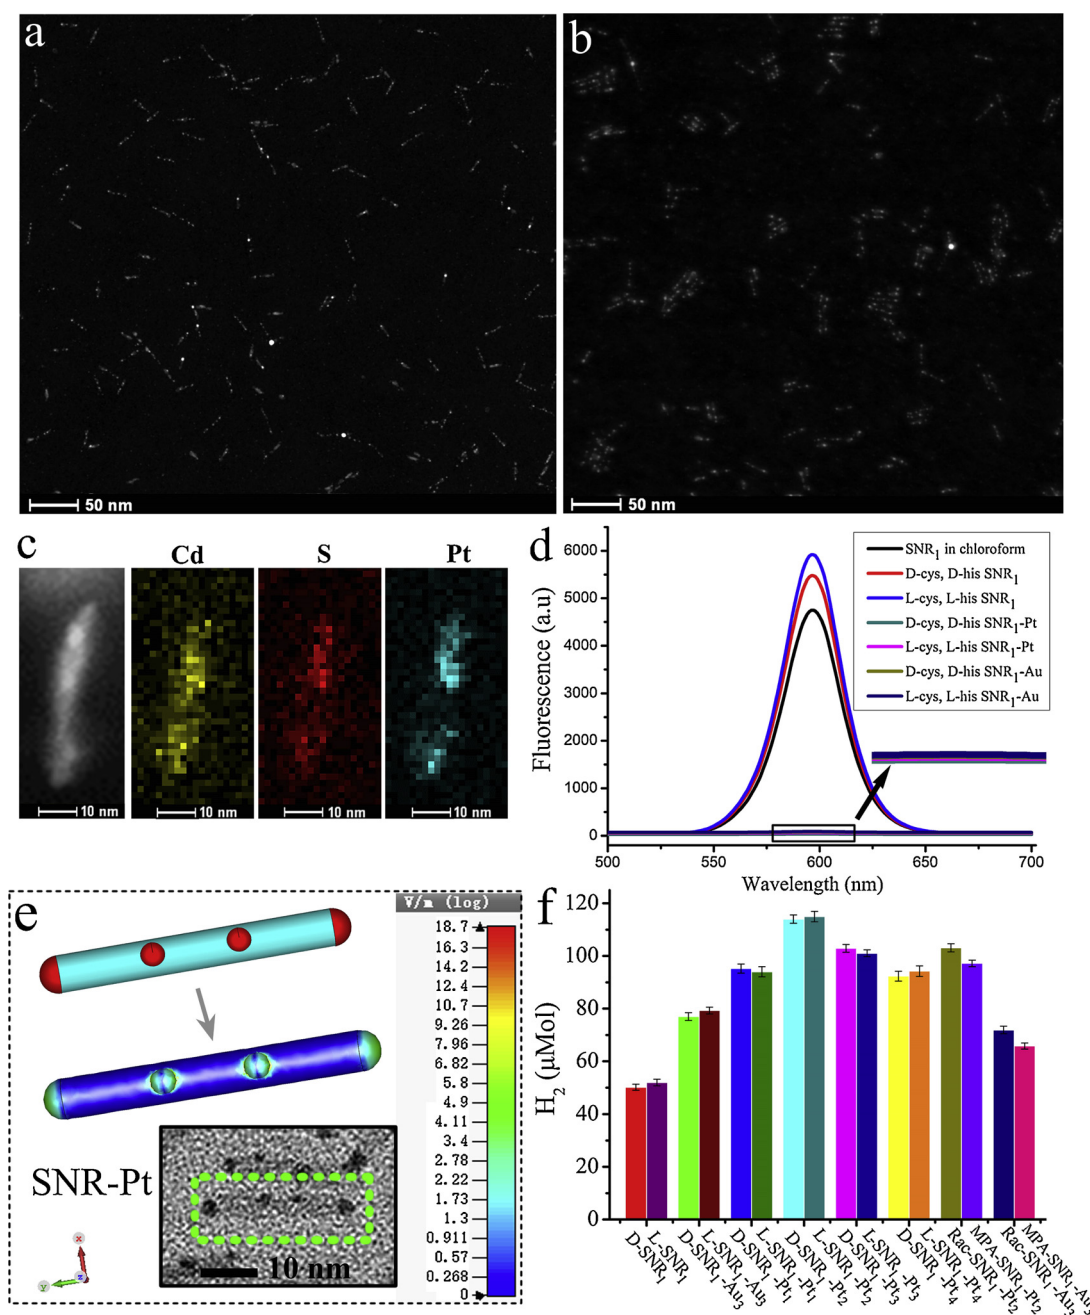 a
50 nm
b
50 nm
c
Cd
S
Pt
10 nm
10 nm
10 nm
10 nm
d
Fluorescence (a.u)
6000
5000
4000
3000
2000
1000
0
500
550
600
650
700
Wavelength (nm)
SNR₁ in chloroform
D-cys, D-his SNR₁
L-cys, L-his SNR₁
D-cys, D-his SNR₁-Pt
L-cys, L-his SNR₁-Pt
D-cys, D-his SNR₁-Au
L-cys, L-his SNR₁-Au
e
V/m (log)
18.7
16.3
14.2
12.4
10.7
9.26
8.02
6.82
5.8
4.9
4.11
3.4
2.78
2.22
1.73
1.3
0.911
0.57
0.268
0
SNR-Pt
10 nm
x
y
z
f
H₂ (μMol)
120
100
80
60
40
20
0
D-SNR₁
L-SNR₁
D-SNR₁-Au₃
L-SNR₁-Au₃
D-SNR₁-Pt₁
L-SNR₁-Pt₁
D-SNR₁-Pt₂
L-SNR₁-Pt₂
D-SNR₁-Pt₃
L-SNR₁-Pt₃
D-SNR₁-Pt₄
L-SNR₁-Pt₄
Rac-SNR₁-Pt₂
MPA-SNR₁-Pt₂
Rac-SNR₁-Au₃
MPA-SNR₁-Au₃